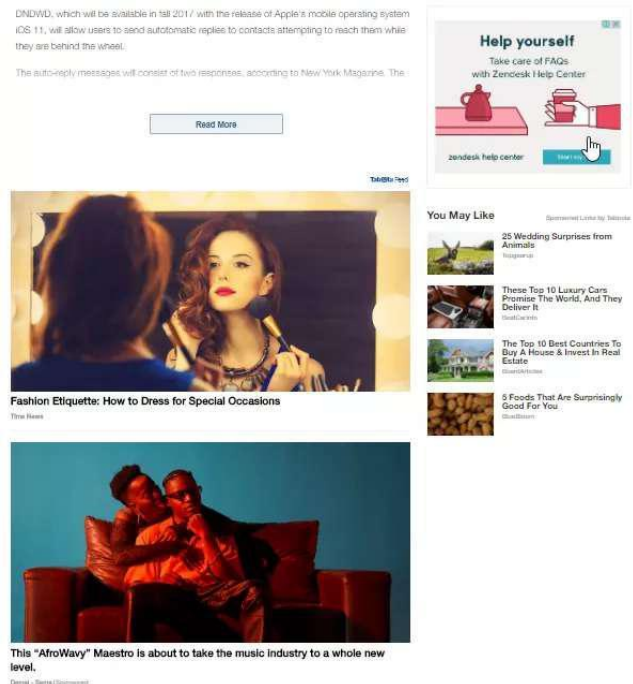 DNDWD, which will be available in fall 2017 with the release of Apple's mobile operating system
iOS 11, will allow users to send autotomatic replies to contacts attempting to reach them while
they are behind the wheel.
The auto-reply messages will consist of two responses, according to New York Magazine. The
Read More
Feed
Fashion Etiquette: How to Dress for Special Occasions
Time News
This “AfroWavy” Maestro is about to take the music industry to a whole new
level.
Help yourself
Take care of FAQs
with Zendesk Help Center
zendesk help center
You May Like
Sponsored Links by Taboola
25 Wedding Surprises from
Animals
These Top 10 Luxury Cars
Promise The World, And They
Deliver It
The Top 10 Best Countries To
Buy A House & Invest In Real
Estate
5 Foods That Are Surprisingly
Good For You